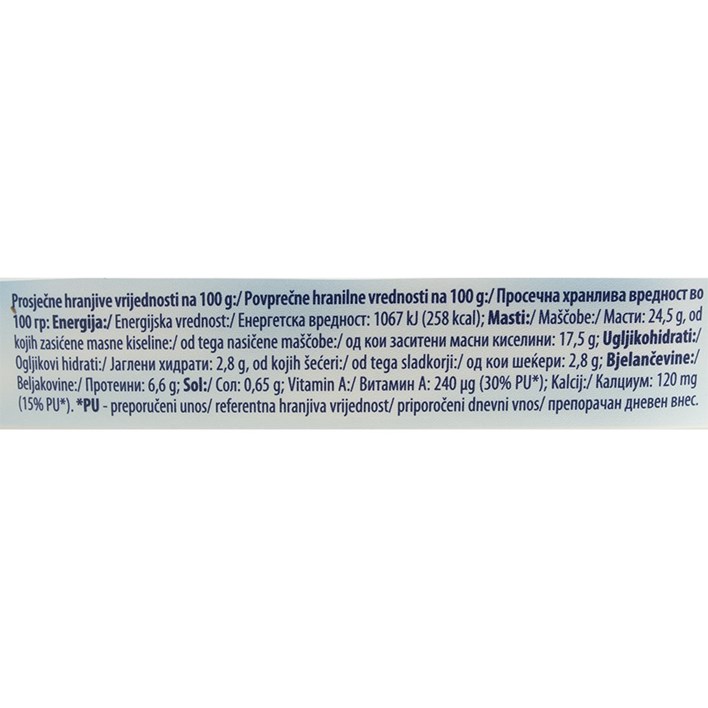 Prosječne hranjive vrijednosti na 100 g:/ Povprečne hranilne vrednosti na 100 g:/ Просечна хранлива вредност во
100 гр: Energija:/ Energijska vrednost:/ Енергетска вредност: 1067 kJ (258 kcal); Masti:/ Maščobe:/ Масти: 24,5 g, od
kojih zasićene masne kiseline:/ od tega nasičene maščobe:/ од кои заситени масни киселини: 17,5 g; Ugljikohidrati:/
Ogljikovi hidrati:/ Јаглени хидрати: 2,8 g, od kojih šećeri:/ od tega sladkorji:/ од кои шеќери: 2,8 g; Bjelančevine:/
Beljakovine:/ Протеини: 6,6 g; Sol:/ Сол: 0,65 g; Vitamin A:/ Витамин А: 240 µg (30% PU*); Kalcij:/ Калциум: 120 mg
(15% PU*). *PU - preporučeni unos/ referentna hranjiva vrijednost/ priporočeni dnevni vnos/ препорачан дневен внес.